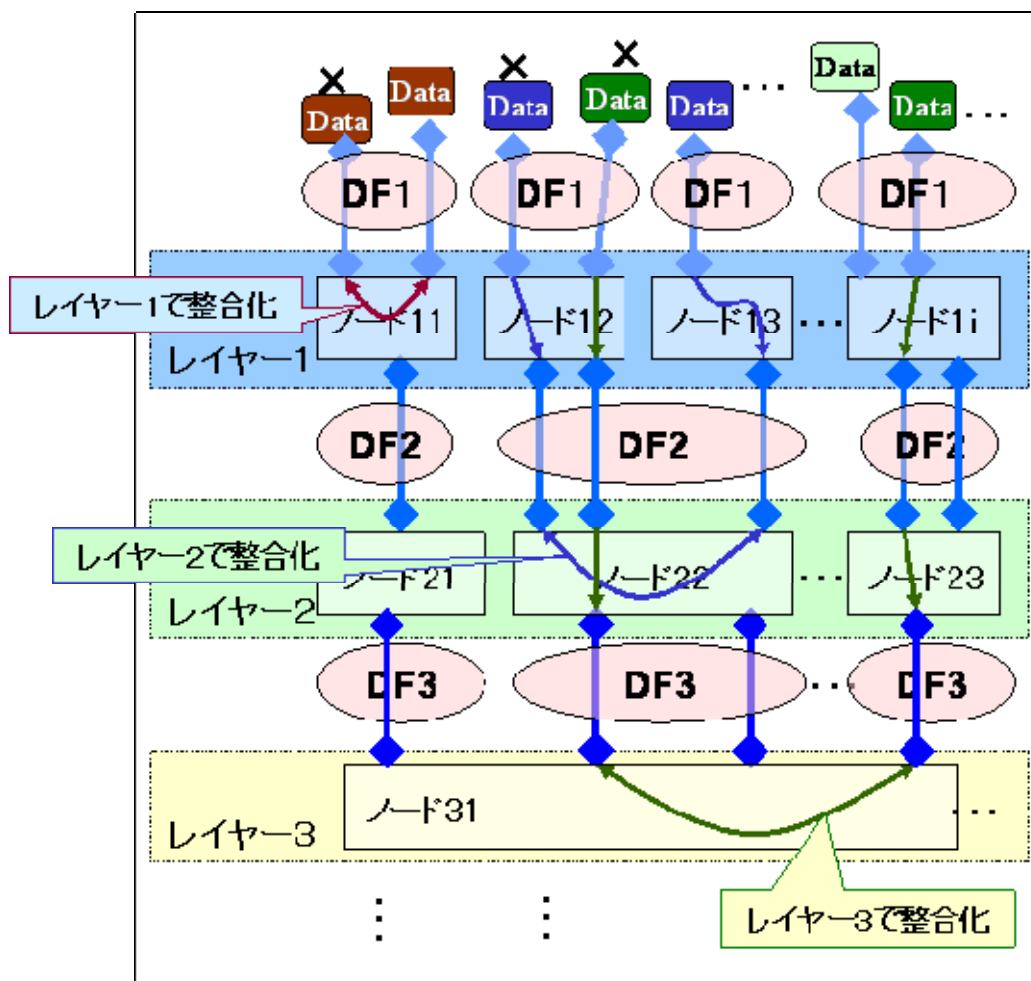 × × ×
Data Data Data Data Data ... Data Data ...
DF1 DF1 DF1 DF1
レイヤー1で整合化
ノード11 ノード12 ノード13 ... ノード1i
レイヤー1
DF2 DF2 DF2
レイヤー2で整合化
ノード21 ノード22 ... ノード23
レイヤー2
DF3 DF3 ... DF3
ノード31 ...
レイヤー3
レイヤー3で整合化